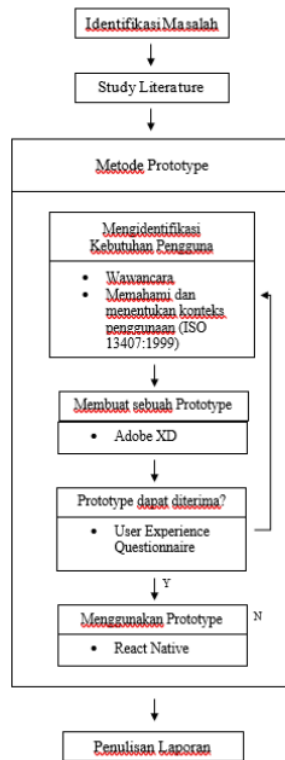 Identifikasi Masalah
Study Literature
Metode Prototype
Mengidentifikasi
Kebutuhan Pengguna
• Wawancara
• Memahami dan
menentukan konteks
penggunaan (ISO
13407:1999)
Membuat sebuah Prototype
• Adobe XD
Prototype dapat diterima?
• User Experience
Questionnaire
Y
N
Menggunakan Prototype
• React Native
Penulisan Laporan